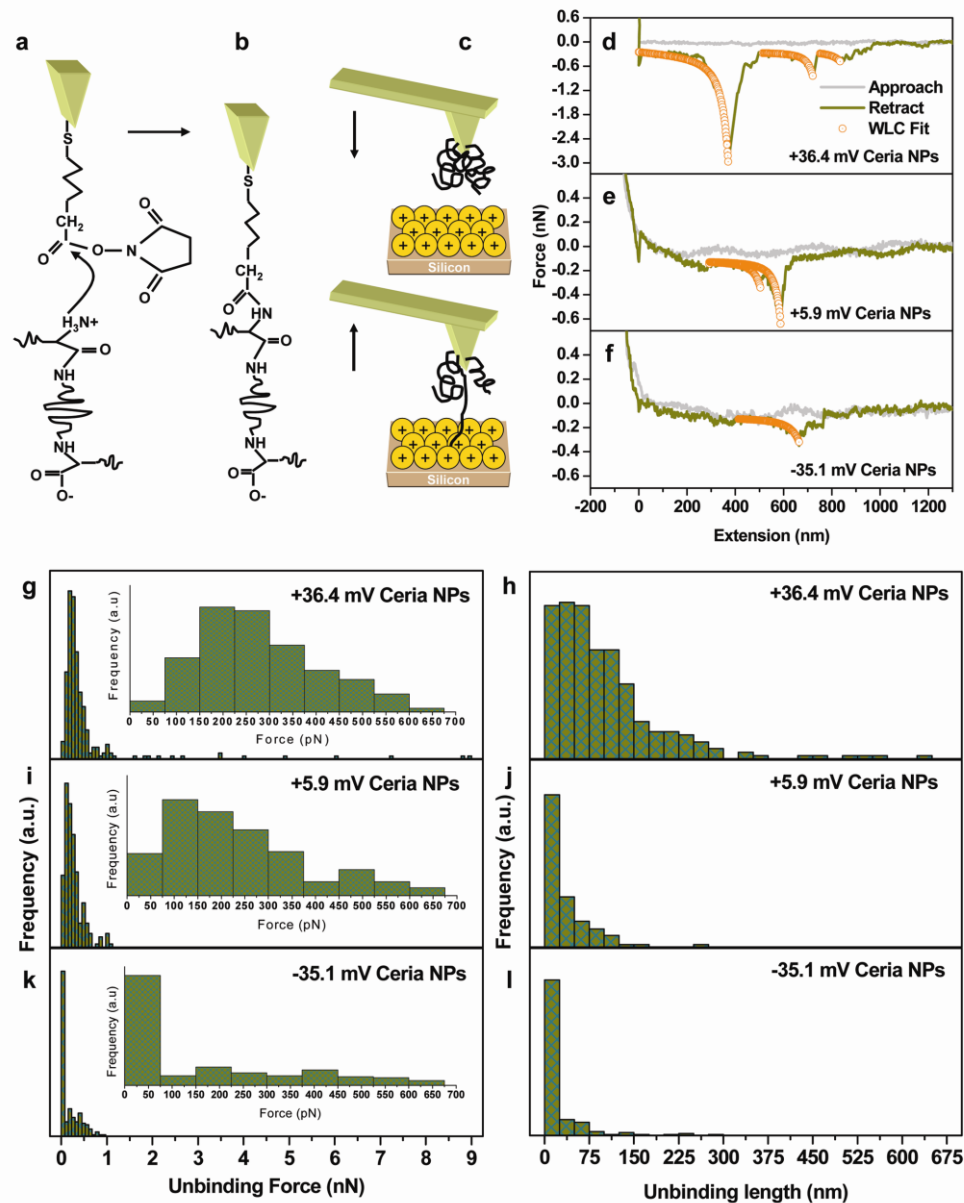 a
b
c
d
S
CH2
O
O
N
O
O
H3N+
O
NH
HN
O
O-
S
CH2
O
HN
O
NH
HN
O
O-
+ + + +
+ + +
+ + + +
Silicon
+ + + +
+ + +
+ + + +
Silicon
0.6
0.0
-0.6
-1.2
-1.8
-2.4
-3.0
Approach
Retract
WLC Fit
+36.4 mV Ceria NPs
e
0.4
0.2
0.0
-0.2
-0.4
-0.6
+5.9 mV Ceria NPs
Force (nN)
f
0.4
0.2
0.0
-0.2
-0.4
-0.6
-35.1 mV Ceria NPs
-200 0 200 400 600 800 1000 1200
Extension (nm)
g
+36.4 mV Ceria NPs
Frequency (a.u)
0 50 100 150 200 250 300 350 400 450 500 550 600 650 700
Force (pN)
h
+36.4 mV Ceria NPs
i
+5.9 mV Ceria NPs
Frequency (a.u)
0 50 100 150 200 250 300 350 400 450 500 550 600 650 700
Force (pN)
j
+5.9 mV Ceria NPs
k
-35.1 mV Ceria NPs
Frequency (a.u)
0 50 100 150 200 250 300 350 400 450 500 550 600 650 700
Force (pN)
l
-35.1 mV Ceria NPs
Frequency (a.u.)
Frequency (a.u.)
0 1 2 3 4 5 6 7 8 9
Unbinding Force (nN)
0 75 150 225 300 375 450 525 600 675
Unbinding length (nm)